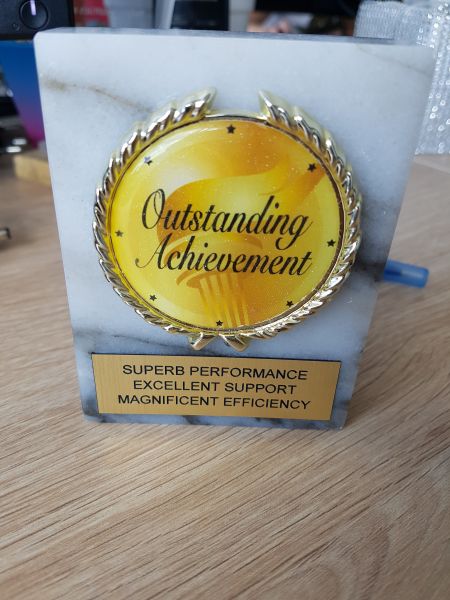 Outstanding
Achievement
SUPERB PERFORMANCE
EXCELLENT SUPPORT
MAGNIFICENT EFFICIENCY